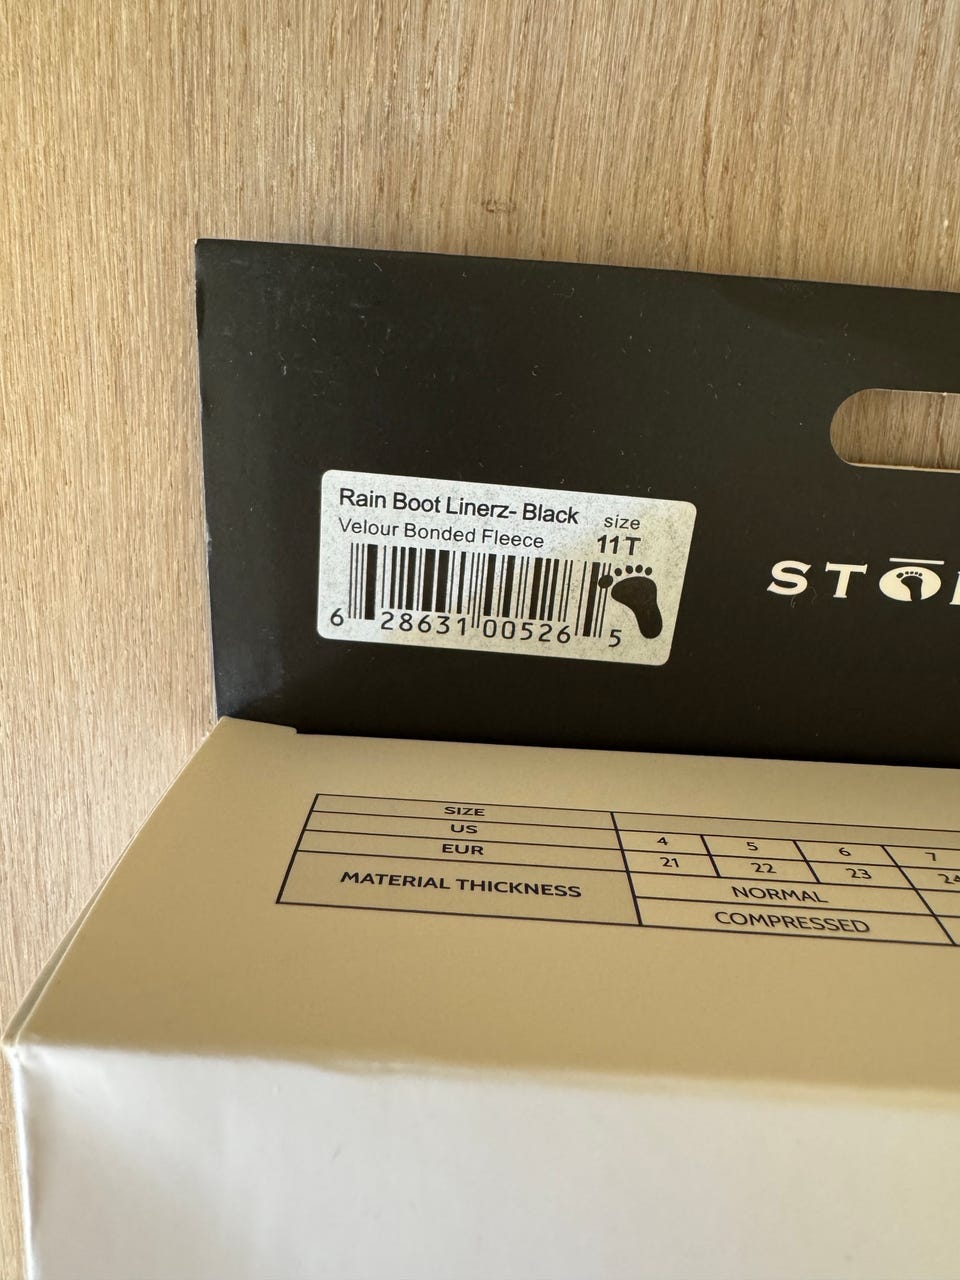 Rain Boot Linerz- Black
Velour Bonded Fleece
size
11T
6 28631 00526 5
SIZE
US 4 5 6 7
EUR 21 22 23
MATERIAL THICKNESS
NORMAL
COMPRESSED